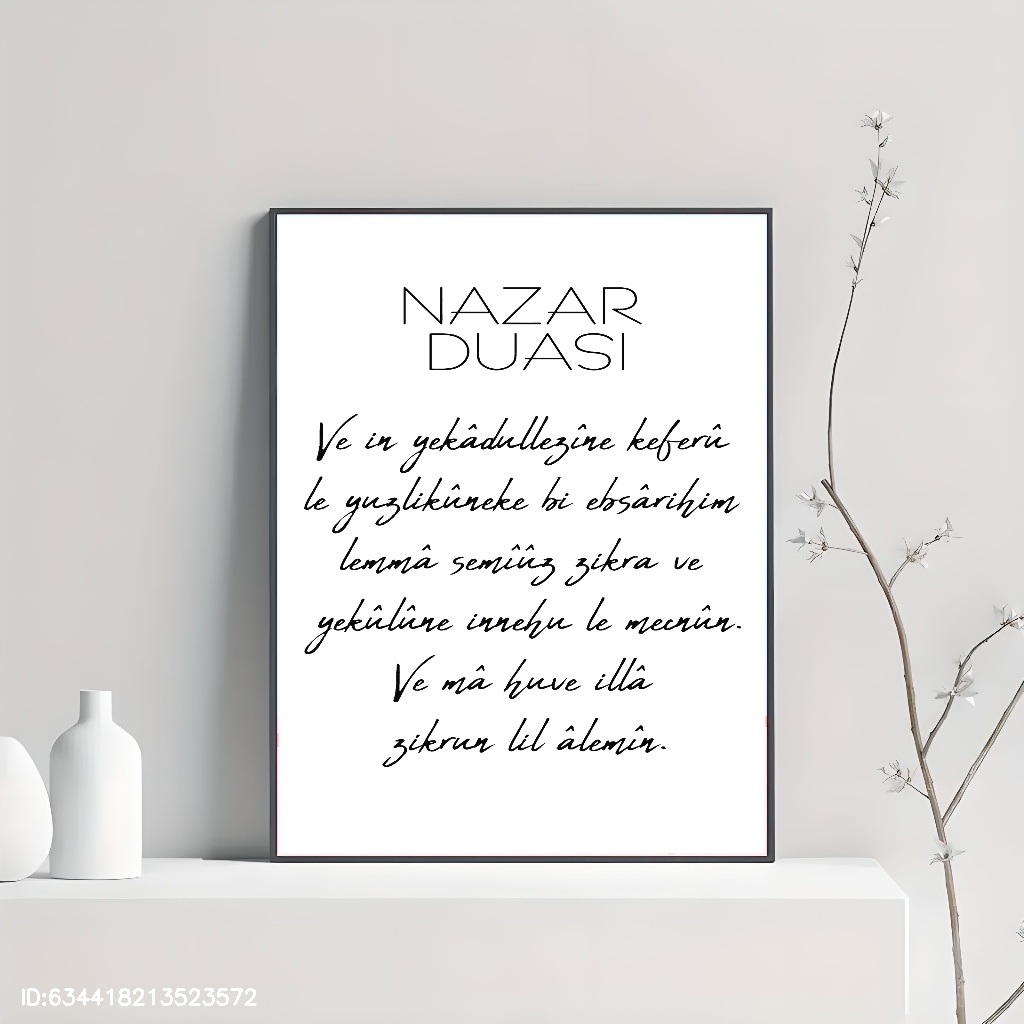 NAZAR
DUASI
Ve in yekâdullezîne keferû
le yuzlikûneke bi ebsârihim
lemmâ semîûz zikra ve
yekûlûne innehu le mecnûn.
Ve mâ huve illâ
zikrun lil âlemîn.
ID:634418213523572